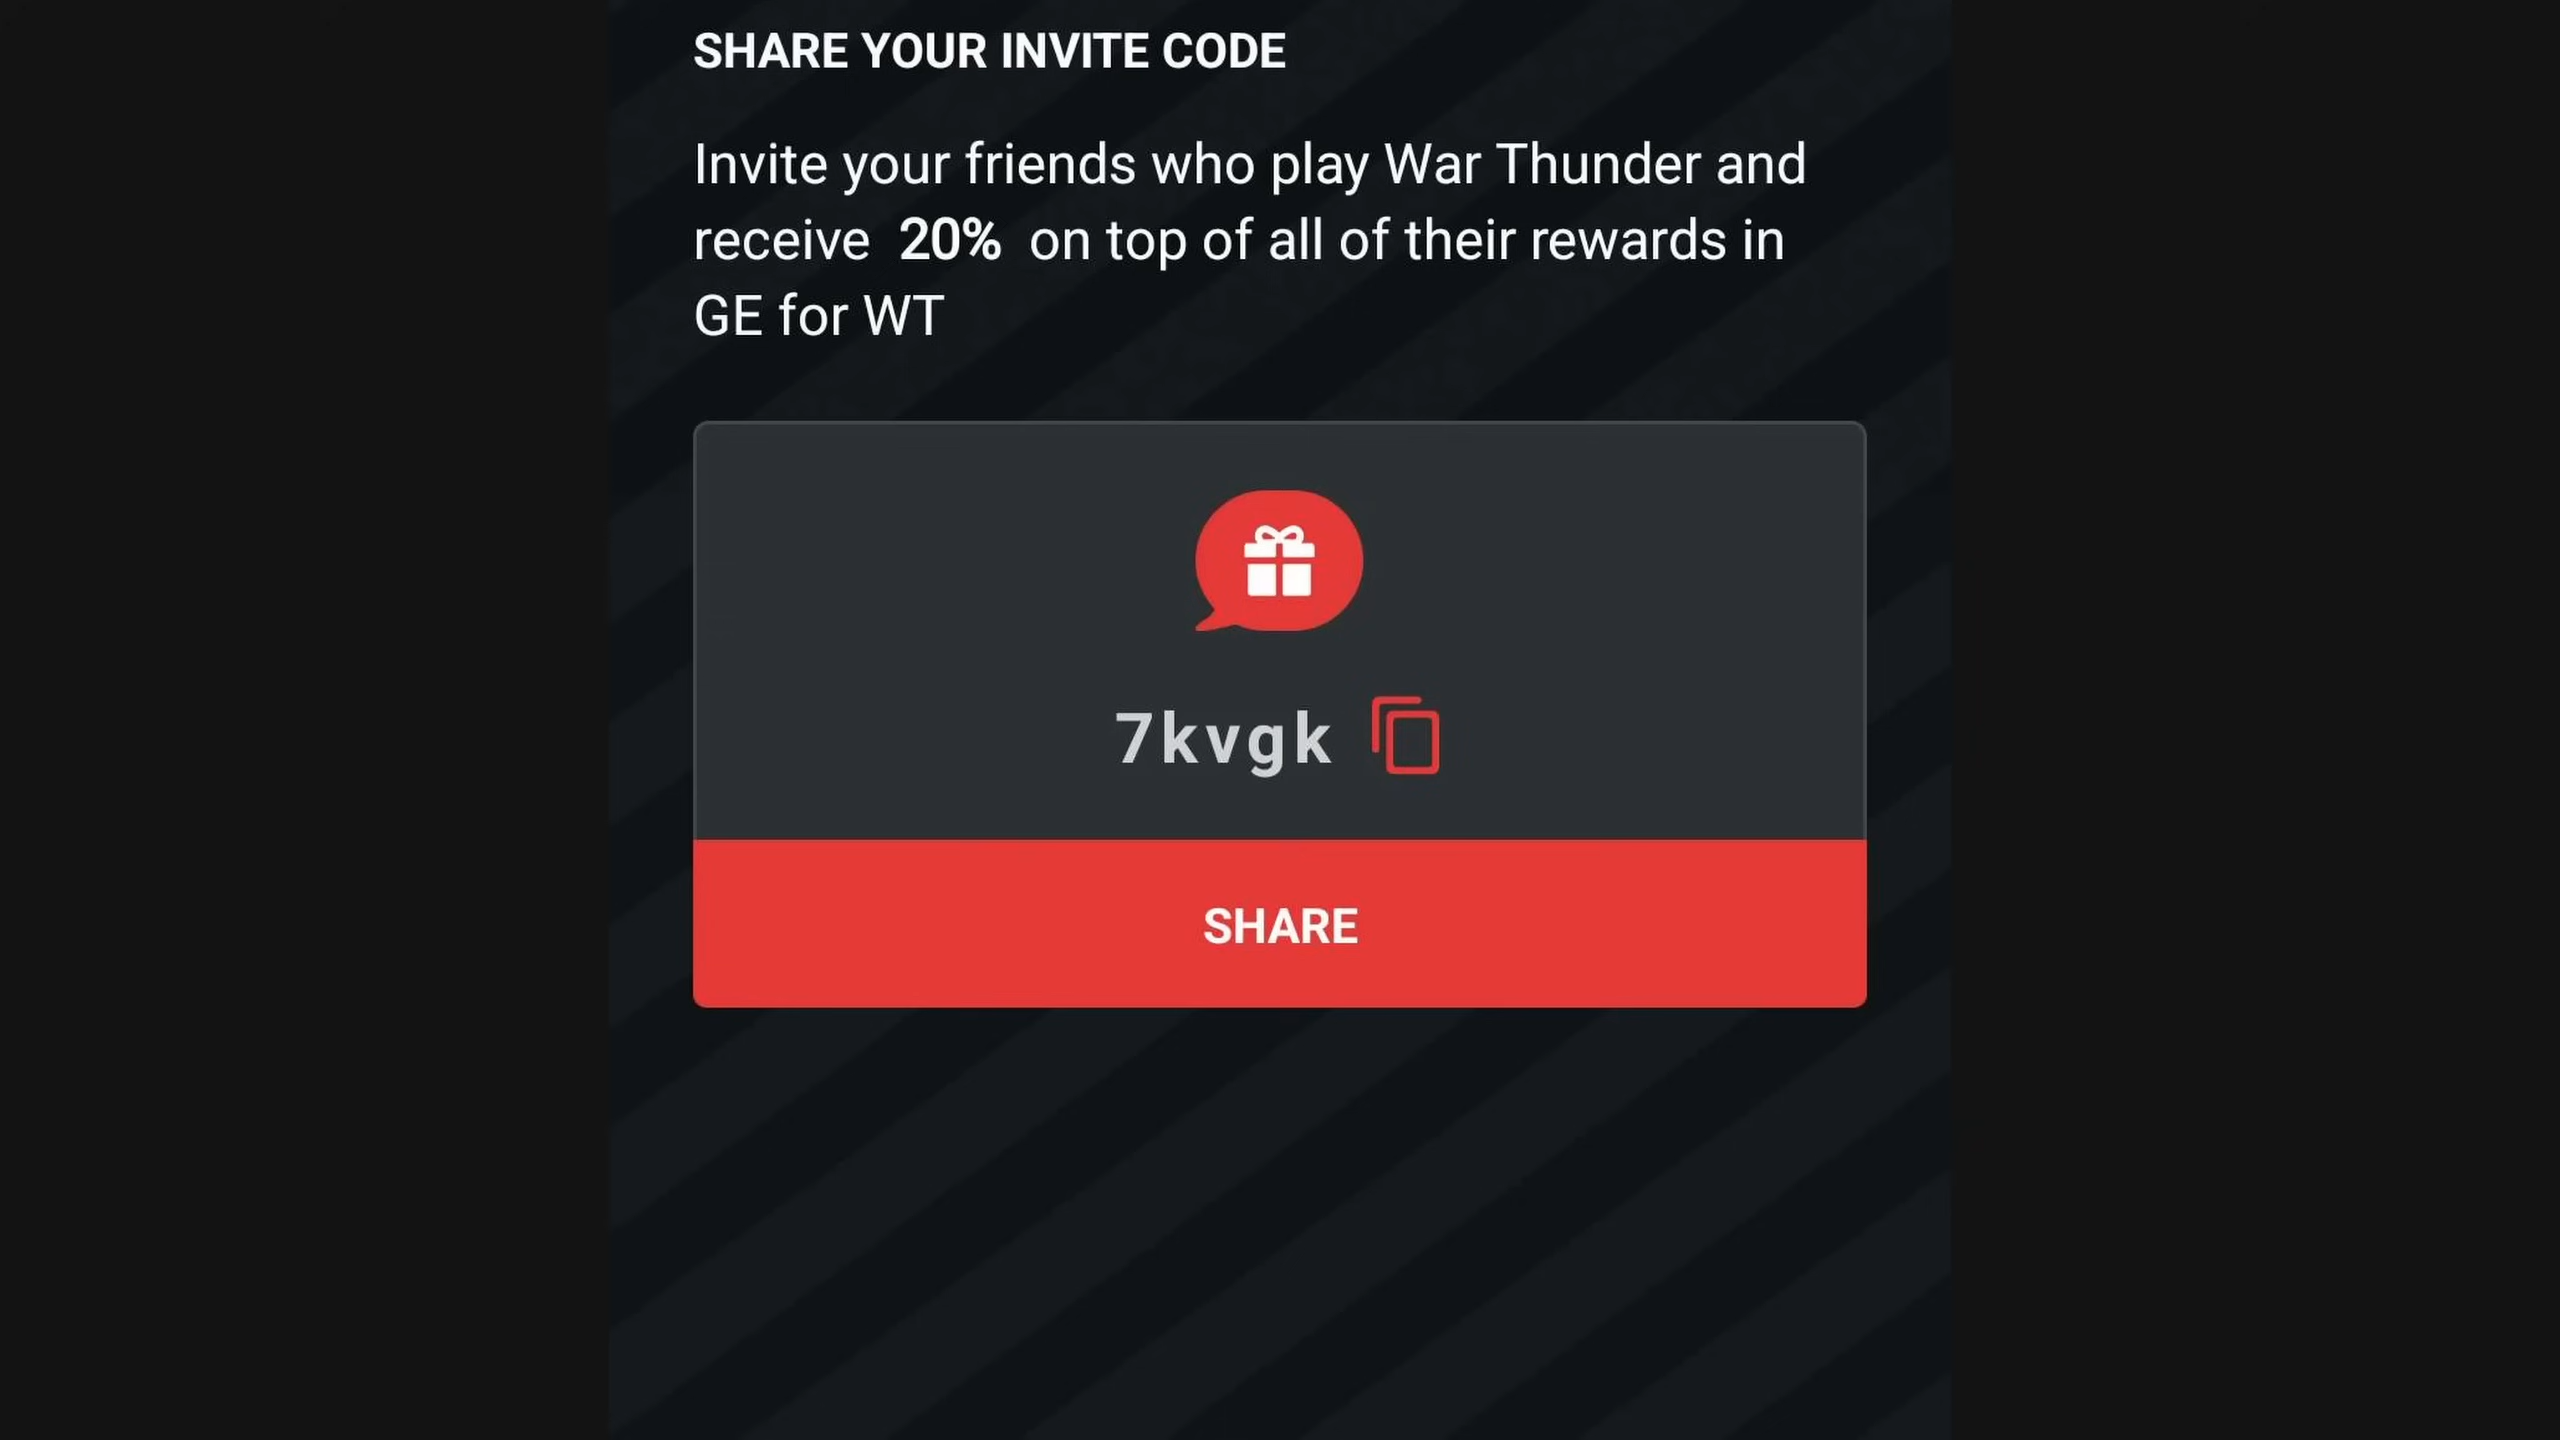 SHARE YOUR INVITE CODE
Invite your friends who play War Thunder and
receive 20% on top of all of their rewards in
GE for WT
7kvgk
SHARE